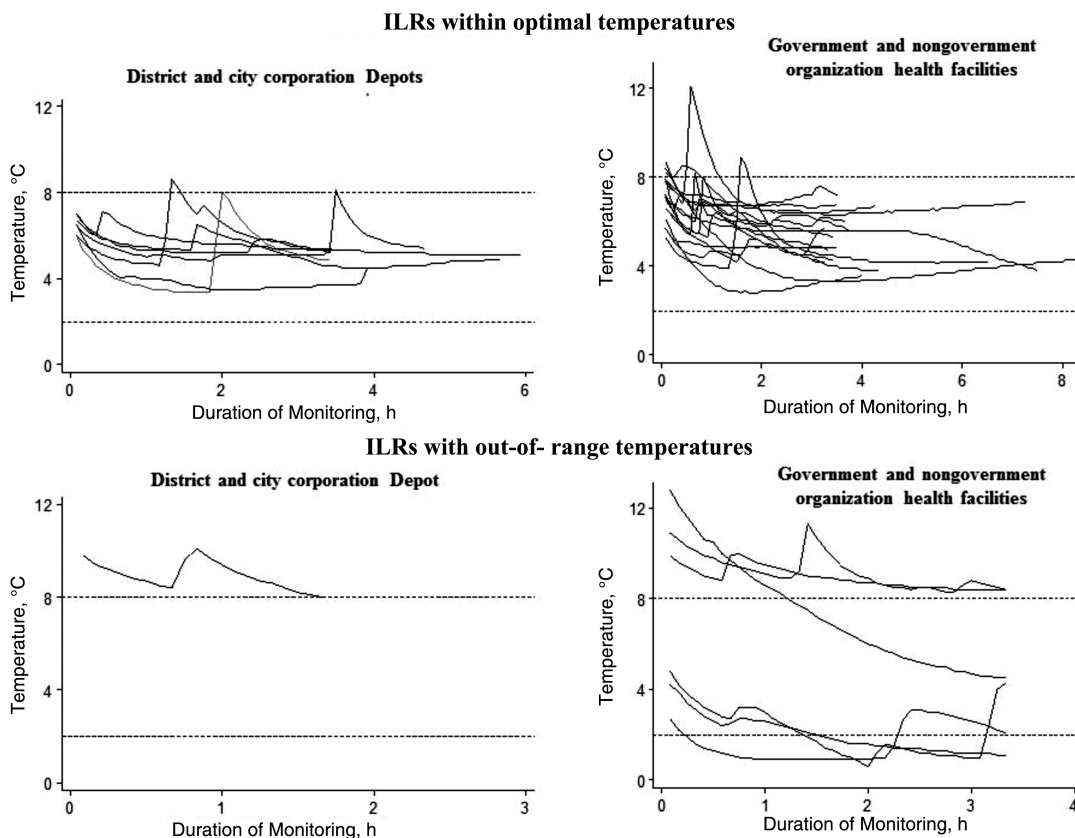 ILRs within optimal temperatures
District and city corporation Depots
Temperature, °C
12
8
4
0
0 2 4 6
Duration of Monitoring, h
Government and nongovernment
organization health facilities
Temperature, °C
12
8
4
0
0 2 4 6 8
Duration of Monitoring, h
ILRs with out-of- range temperatures
District and city corporation Depot
Temperature, °C
12
8
4
0
0 1 2 3
Duration of Monitoring, h
Government and nongovernment
organization health facilities
Temperature, °C
12
8
4
0
0 1 2 3 4
Duration of Monitoring, h